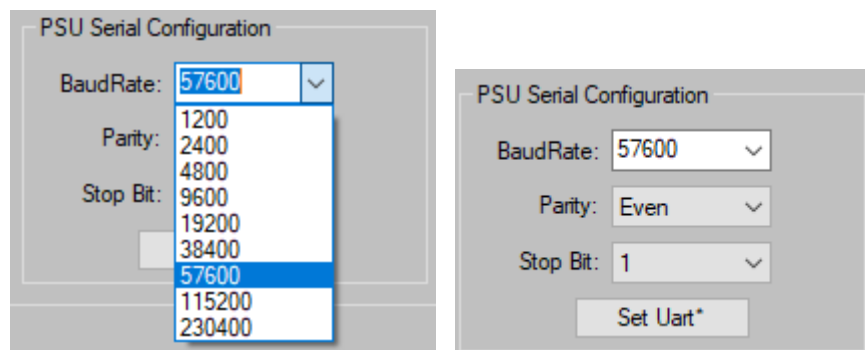 PSU Serial Configuration
BaudRate: 57600
1200
Parity: 2400
4800
Stop Bit: 9600
19200
38400
57600
115200
230400
PSU Serial Configuration
BaudRate: 57600
Parity: Even
Stop Bit: 1
Set Uart*